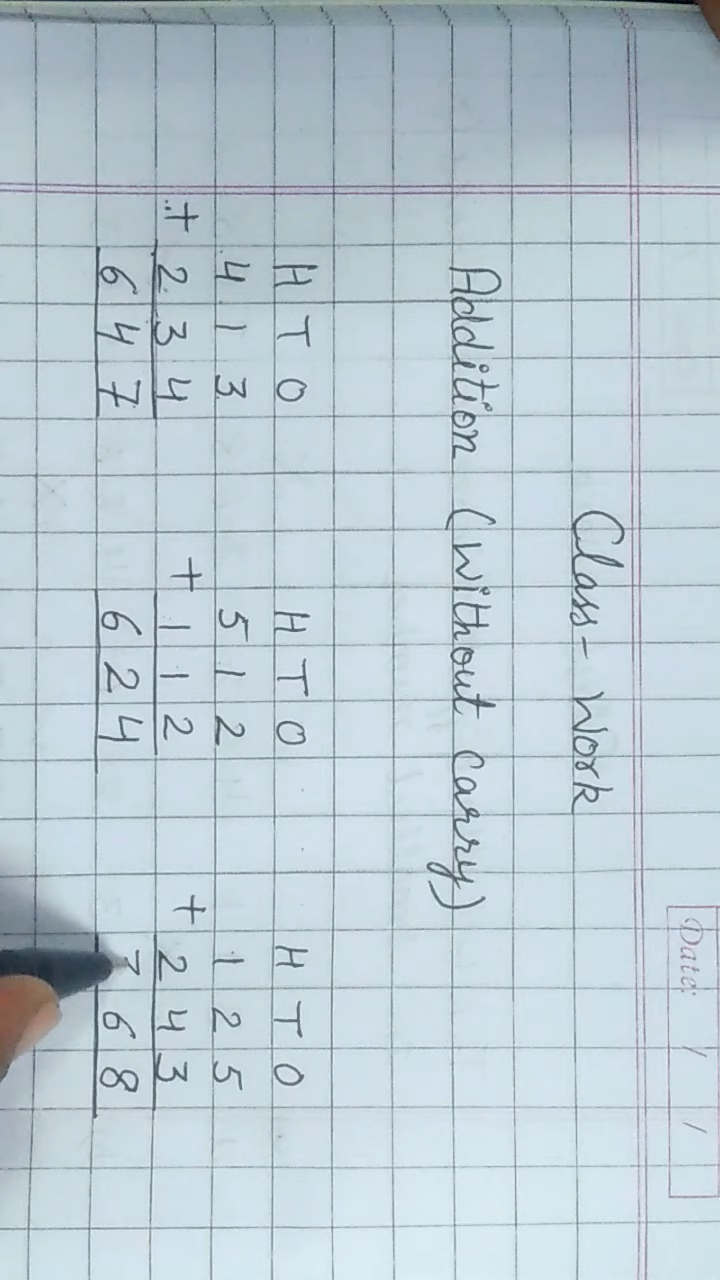 Date: / /
Class-Work
Addition (without carry)
H T O H T O H T O
4 1 3 5 1 2 1 2 5
+ 2 3 4 + 1 1 2 + 2 4 3
6 4 7 6 2 4 7 6 8